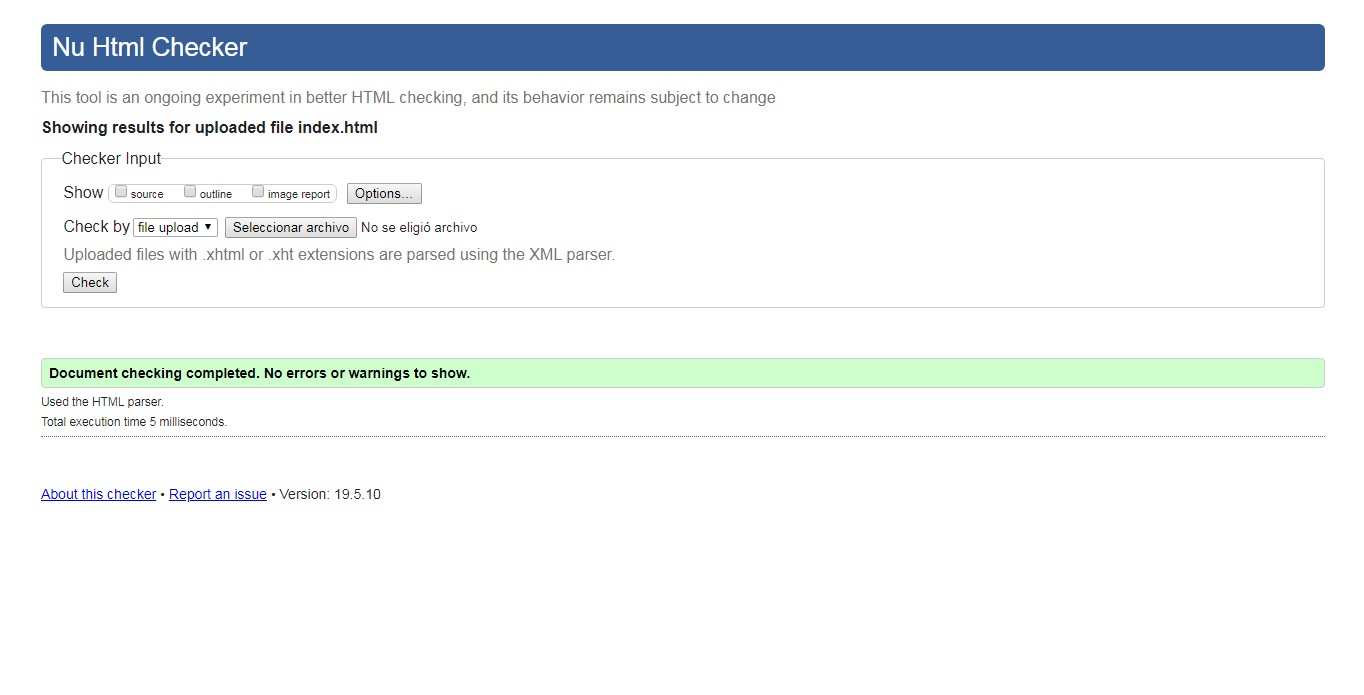 Nu Html Checker
This tool is an ongoing experiment in better HTML checking, and its behavior remains subject to change
Showing results for uploaded file index.html
Checker Input
Show source outline image report Options...
Check by file upload Seleccionar archivo No se eligió archivo
Uploaded files with .xhtml or .xht extensions are parsed using the XML parser.
Check
Document checking completed. No errors or warnings to show.
Used the HTML parser.
Total execution time 5 milliseconds.
About this checker • Report an issue • Version: 19.5.10